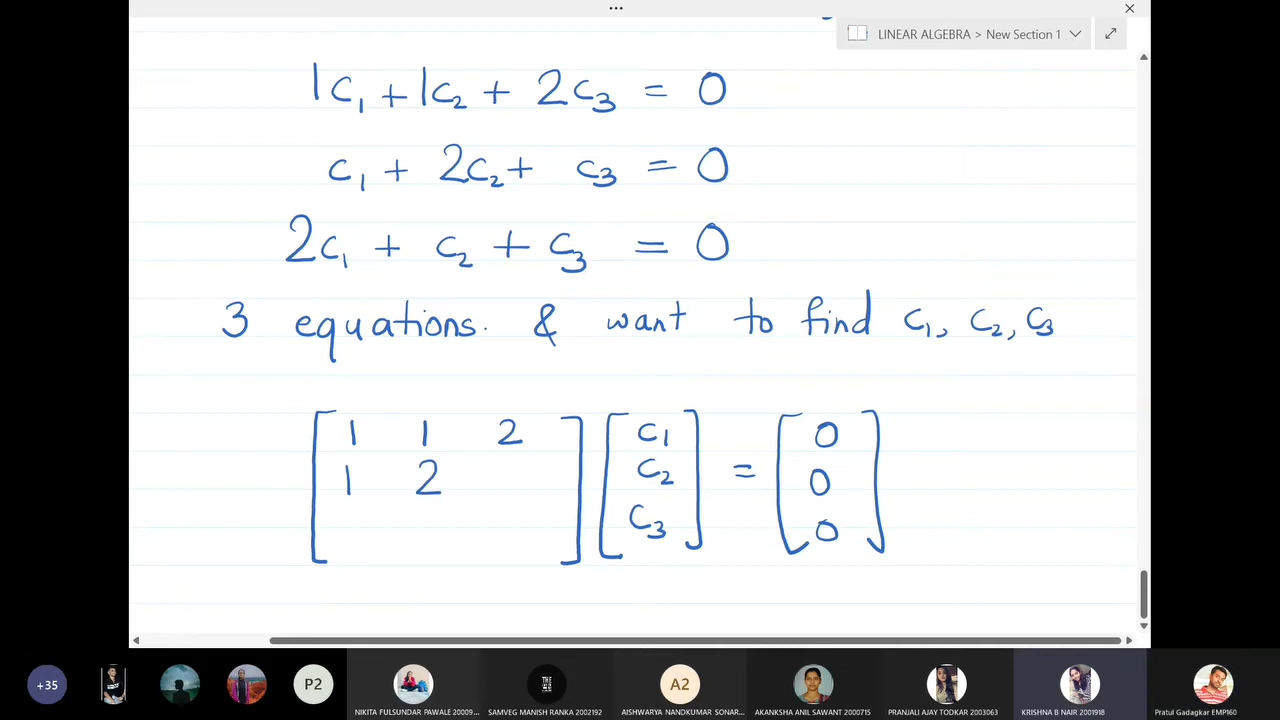 LINEAR ALGEBRA > New Section 1
1c₁ + 1c₂ + 2c₃ = 0
c₁ + 2c₂ + c₃ = 0
2c₁ + c₂ + c₃ = 0
3 equations. & want to find c₁, c₂, c₃
[1 1 2] [c₁] = [0]
[1 2] [c₂] [0]
[c₃] [0]
+35 P2 A2
NIKITA FULSUNDAR PAWALE 20009... SAMVEG MANISH RANKA 2002192 AISHWARYA NANDKUMAR SONAR... AKANKSHA ANIL SAWANT 2000715 PRANJALI AJAY TODKAR 2003063 KRISHNA B NAIR 2001918 Pratul Gadagkar EMP160